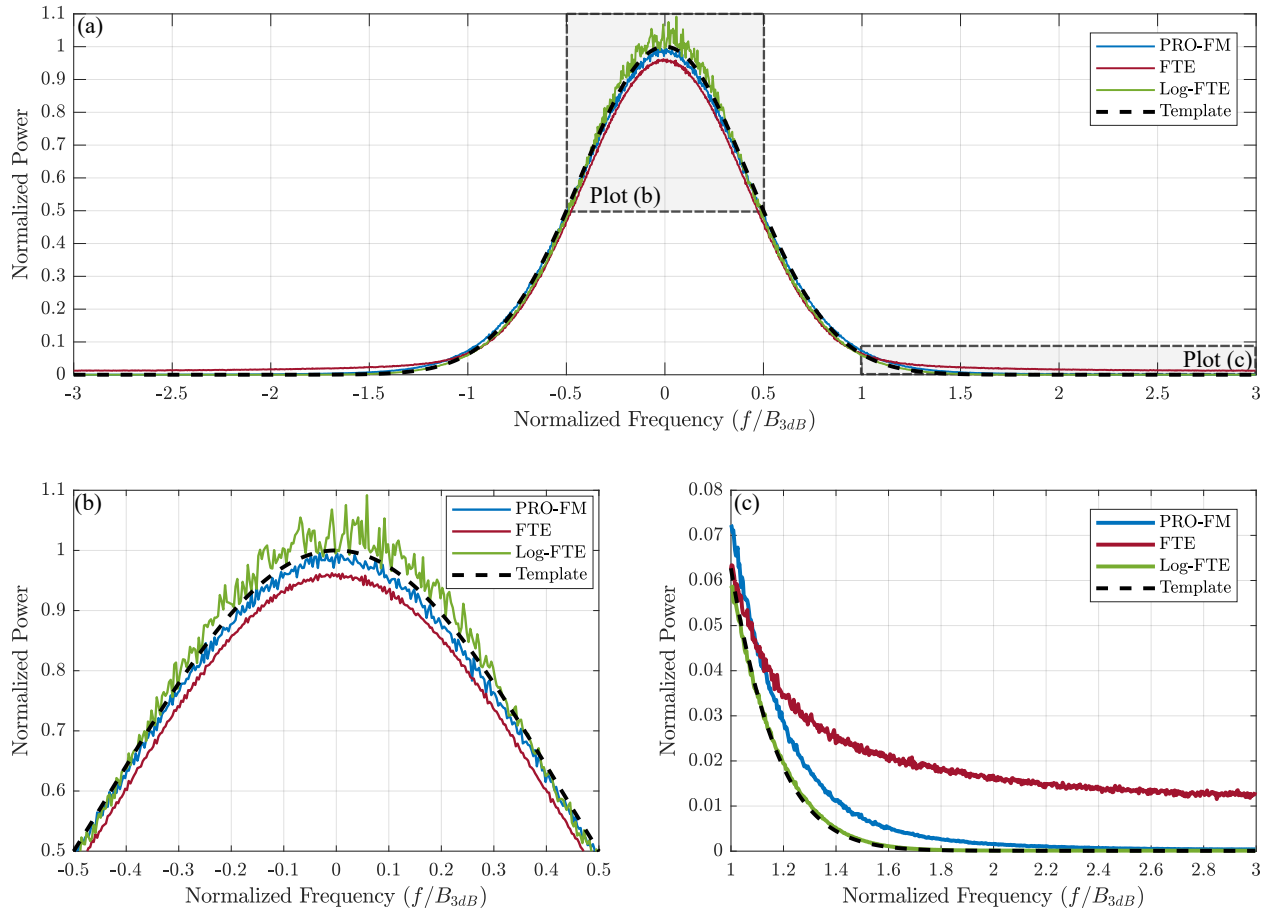 (a)
1.1
1
0.9
0.8
0.7
0.6
0.5
0.4
0.3
0.2
0.1
0
Normalized Power
PRO-FM
FTE
Log-FTE
Template
Plot (b)
Plot (c)
-3 -2.5 -2 -1.5 -1 -0.5 0 0.5 1 1.5 2 2.5 3
Normalized Frequency (f/B3dB)
(b)
1.1
1
0.9
0.8
0.7
0.6
0.5
Normalized Power
PRO-FM
FTE
Log-FTE
Template
-0.5 -0.4 -0.3 -0.2 -0.1 0 0.1 0.2 0.3 0.4 0.5
Normalized Frequency (f/B3dB)
(c)
0.08
0.07
0.06
0.05
0.04
0.03
0.02
0.01
0
Normalized Power
PRO-FM
FTE
Log-FTE
Template
1 1.2 1.4 1.6 1.8 2 2.2 2.4 2.6 2.8 3
Normalized Frequency (f/B3dB)